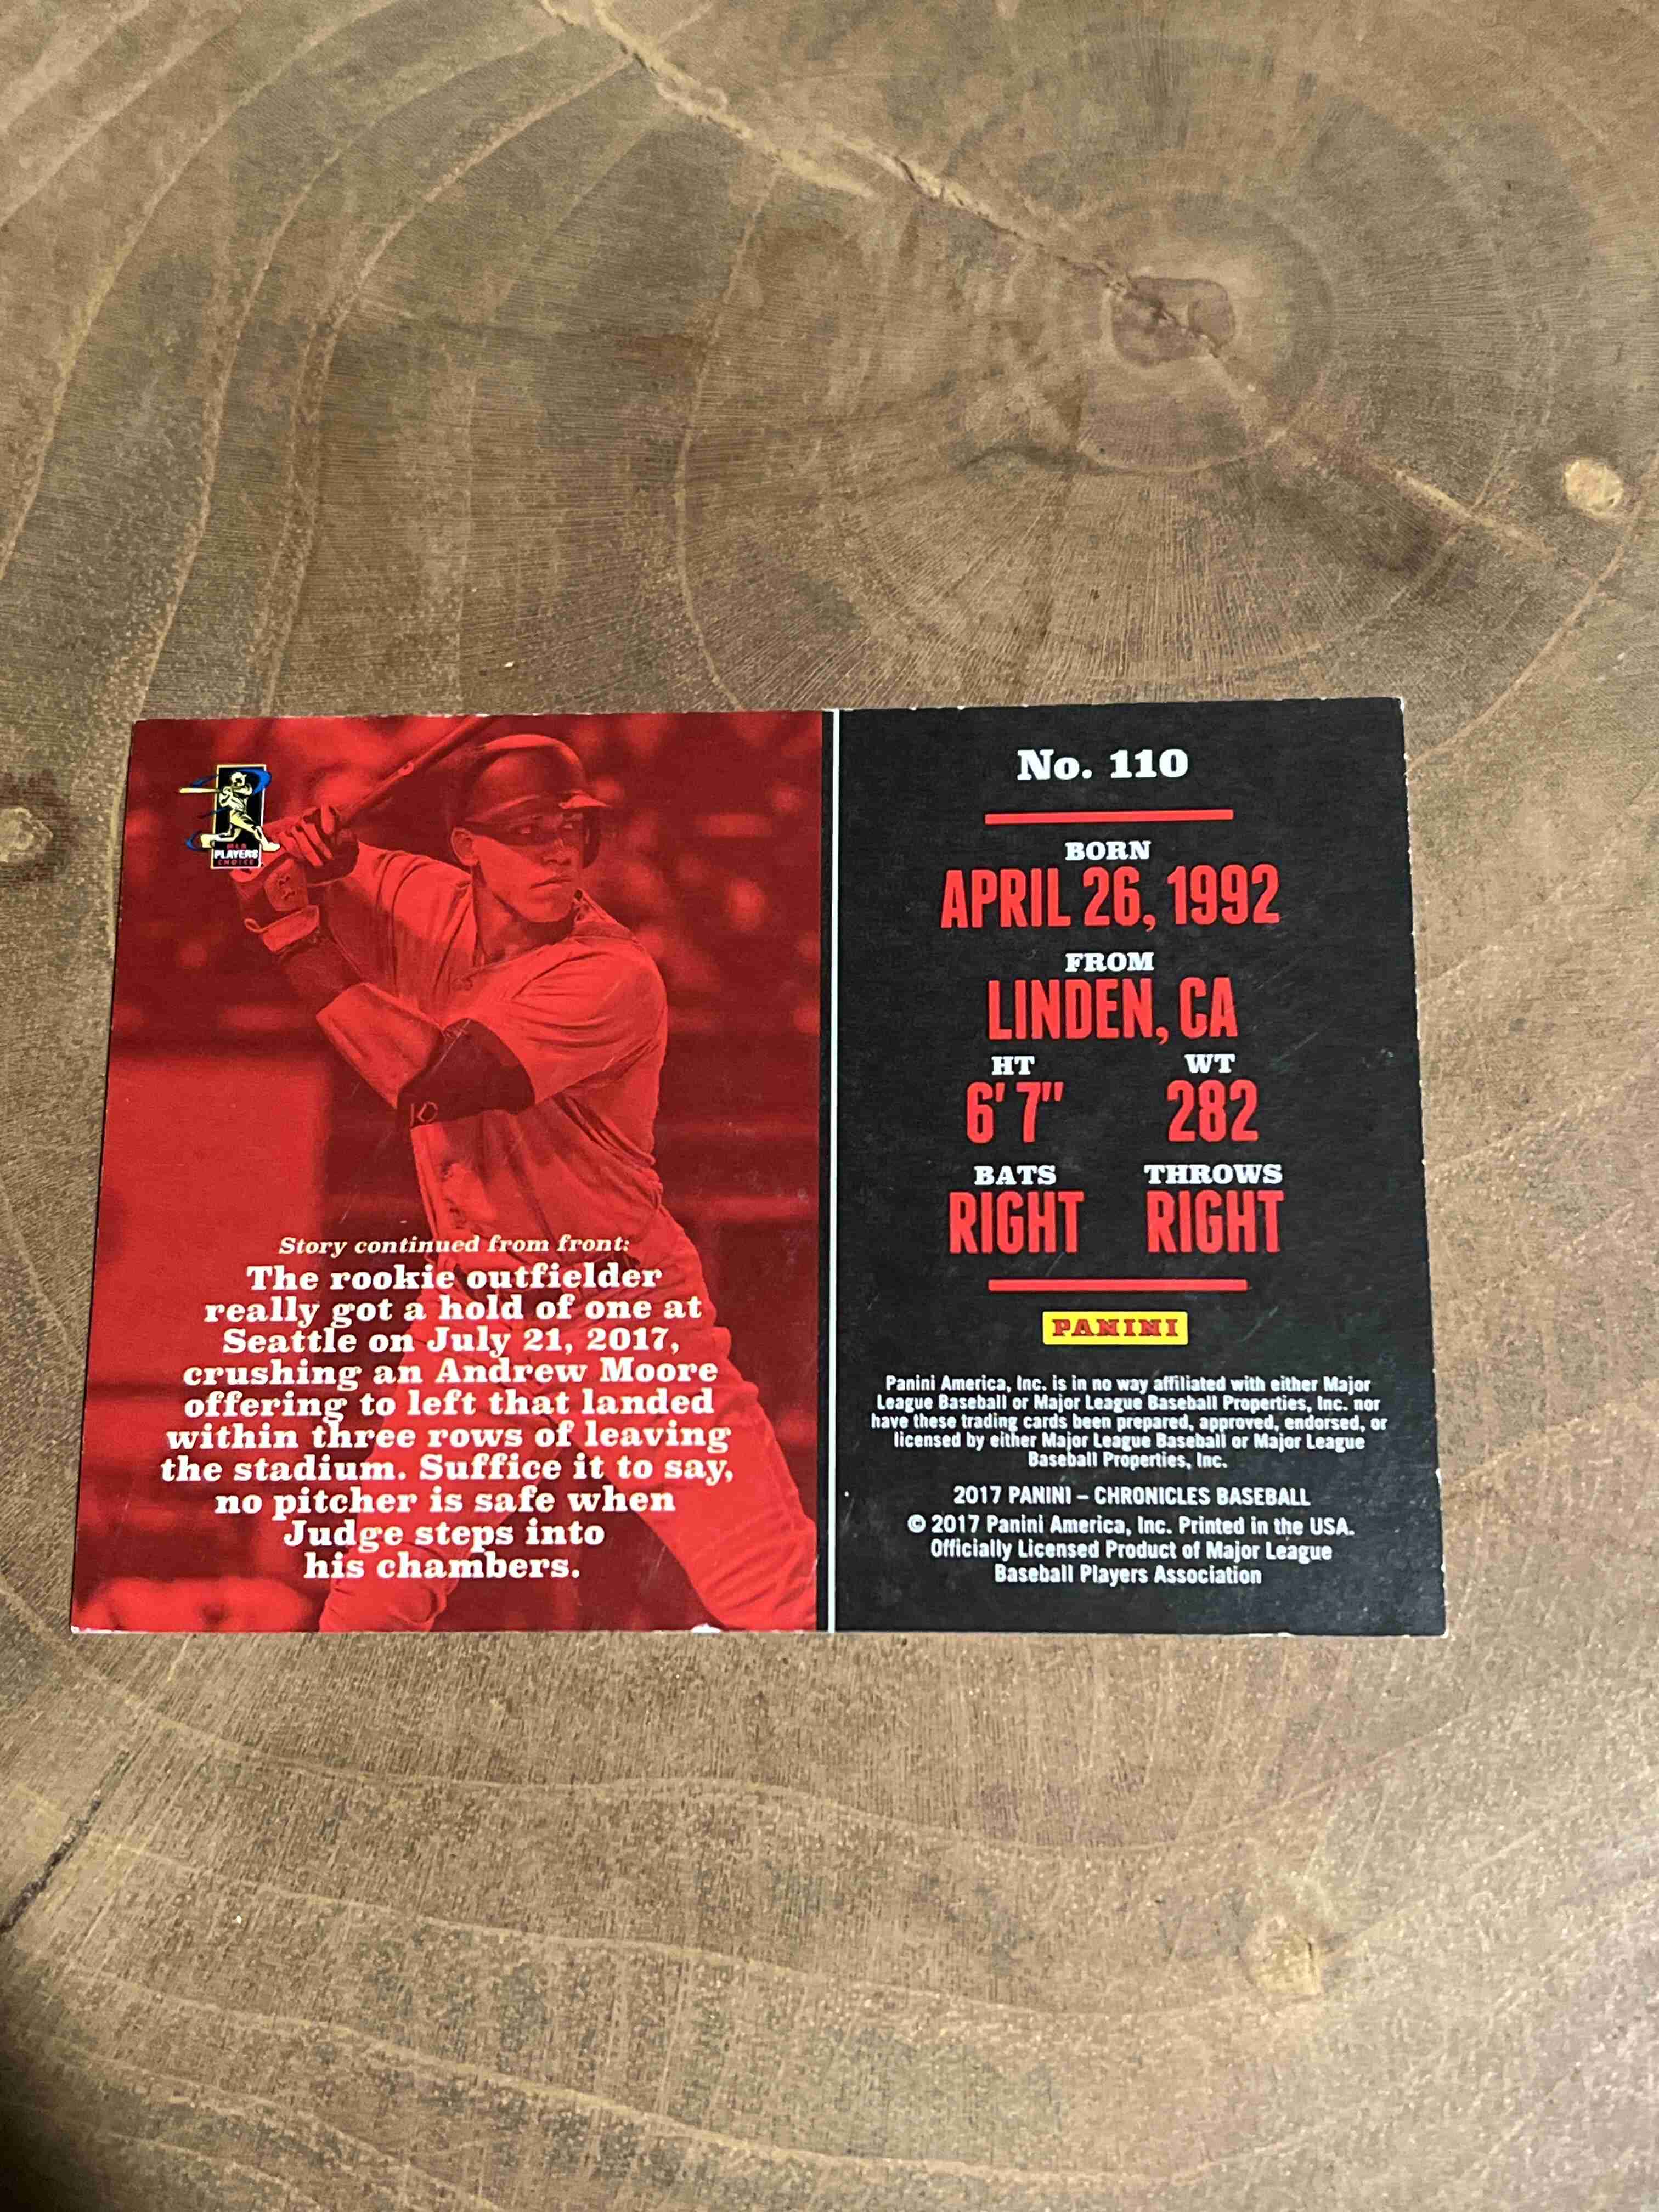 MLB
PLAYERS
CHOICE
Story continued from front:
The rookie outfielder
really got a hold of one at
Seattle on July 21, 2017,
crushing an Andrew Moore
offering to left that landed
within three rows of leaving
the stadium. Suffice it to say,
no pitcher is safe when
Judge steps into
his chambers.
No. 110
BORN
APRIL 26, 1992
FROM
LINDEN, CA
HT WT
6'7" 282
BATS THROWS
RIGHT RIGHT
PANINI
Panini America, Inc. is in no way affiliated with either Major
League Baseball or Major League Baseball Properties, Inc. nor
have these trading cards been prepared, approved, endorsed, or
licensed by either Major League Baseball or Major League
Baseball Properties, Inc.
2017 PANINI – CHRONICLES BASEBALL
© 2017 Panini America, Inc. Printed in the USA.
Officially Licensed Product of Major League
Baseball Players Association